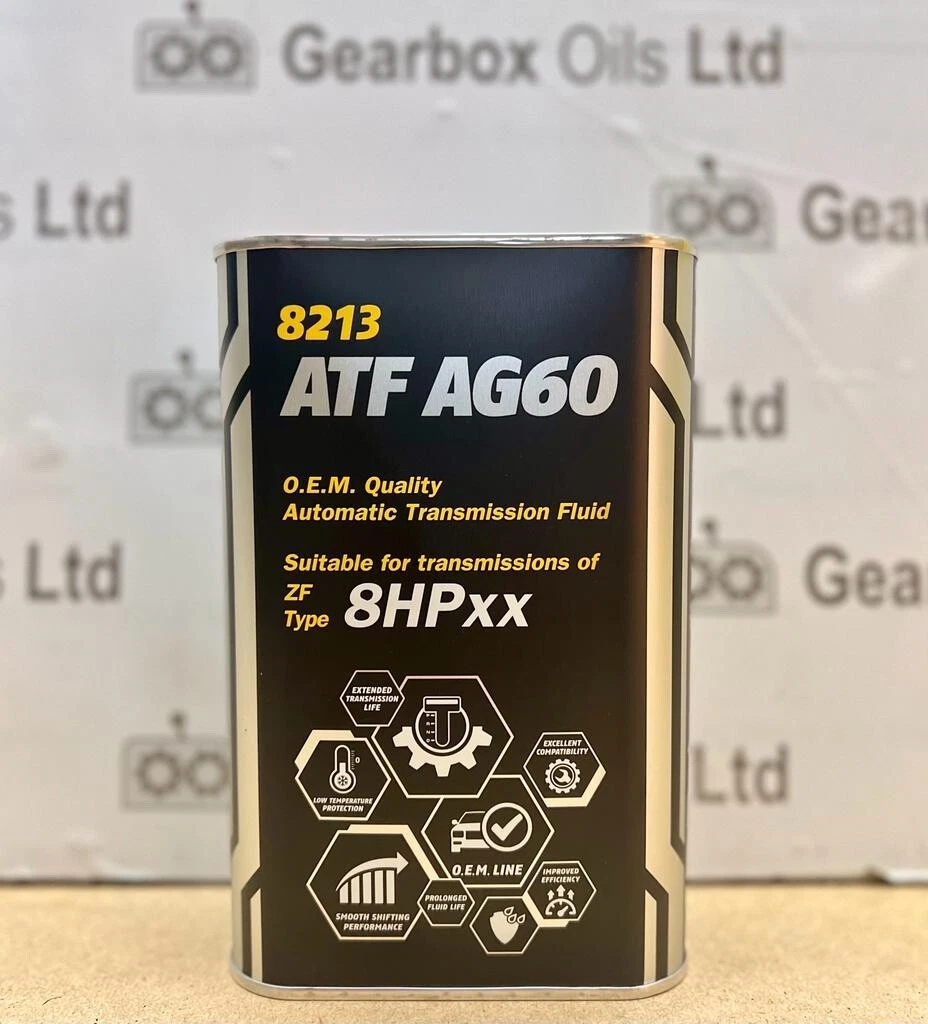 Gearbox Oils Ltd
s Ltd
Gear
8213
ATF AG60
Ltd
O.E.M. Quality
Automatic Transmission Fluid
Suitable for transmissions of
ZF
Type 8HPxx
s Ltd
Gea
EXTENDED
TRANSMISSION
LIFE
EXCELLENT
COMPATIBILITY
0
LOW TEMPERATURE
PROTECTION
Ltd
O.E.M. LINE
IMPROVED
EFFICIENCY
PROLONGED
FLUID LIFE
SMOOTH SHIFTING
PERFORMANCE